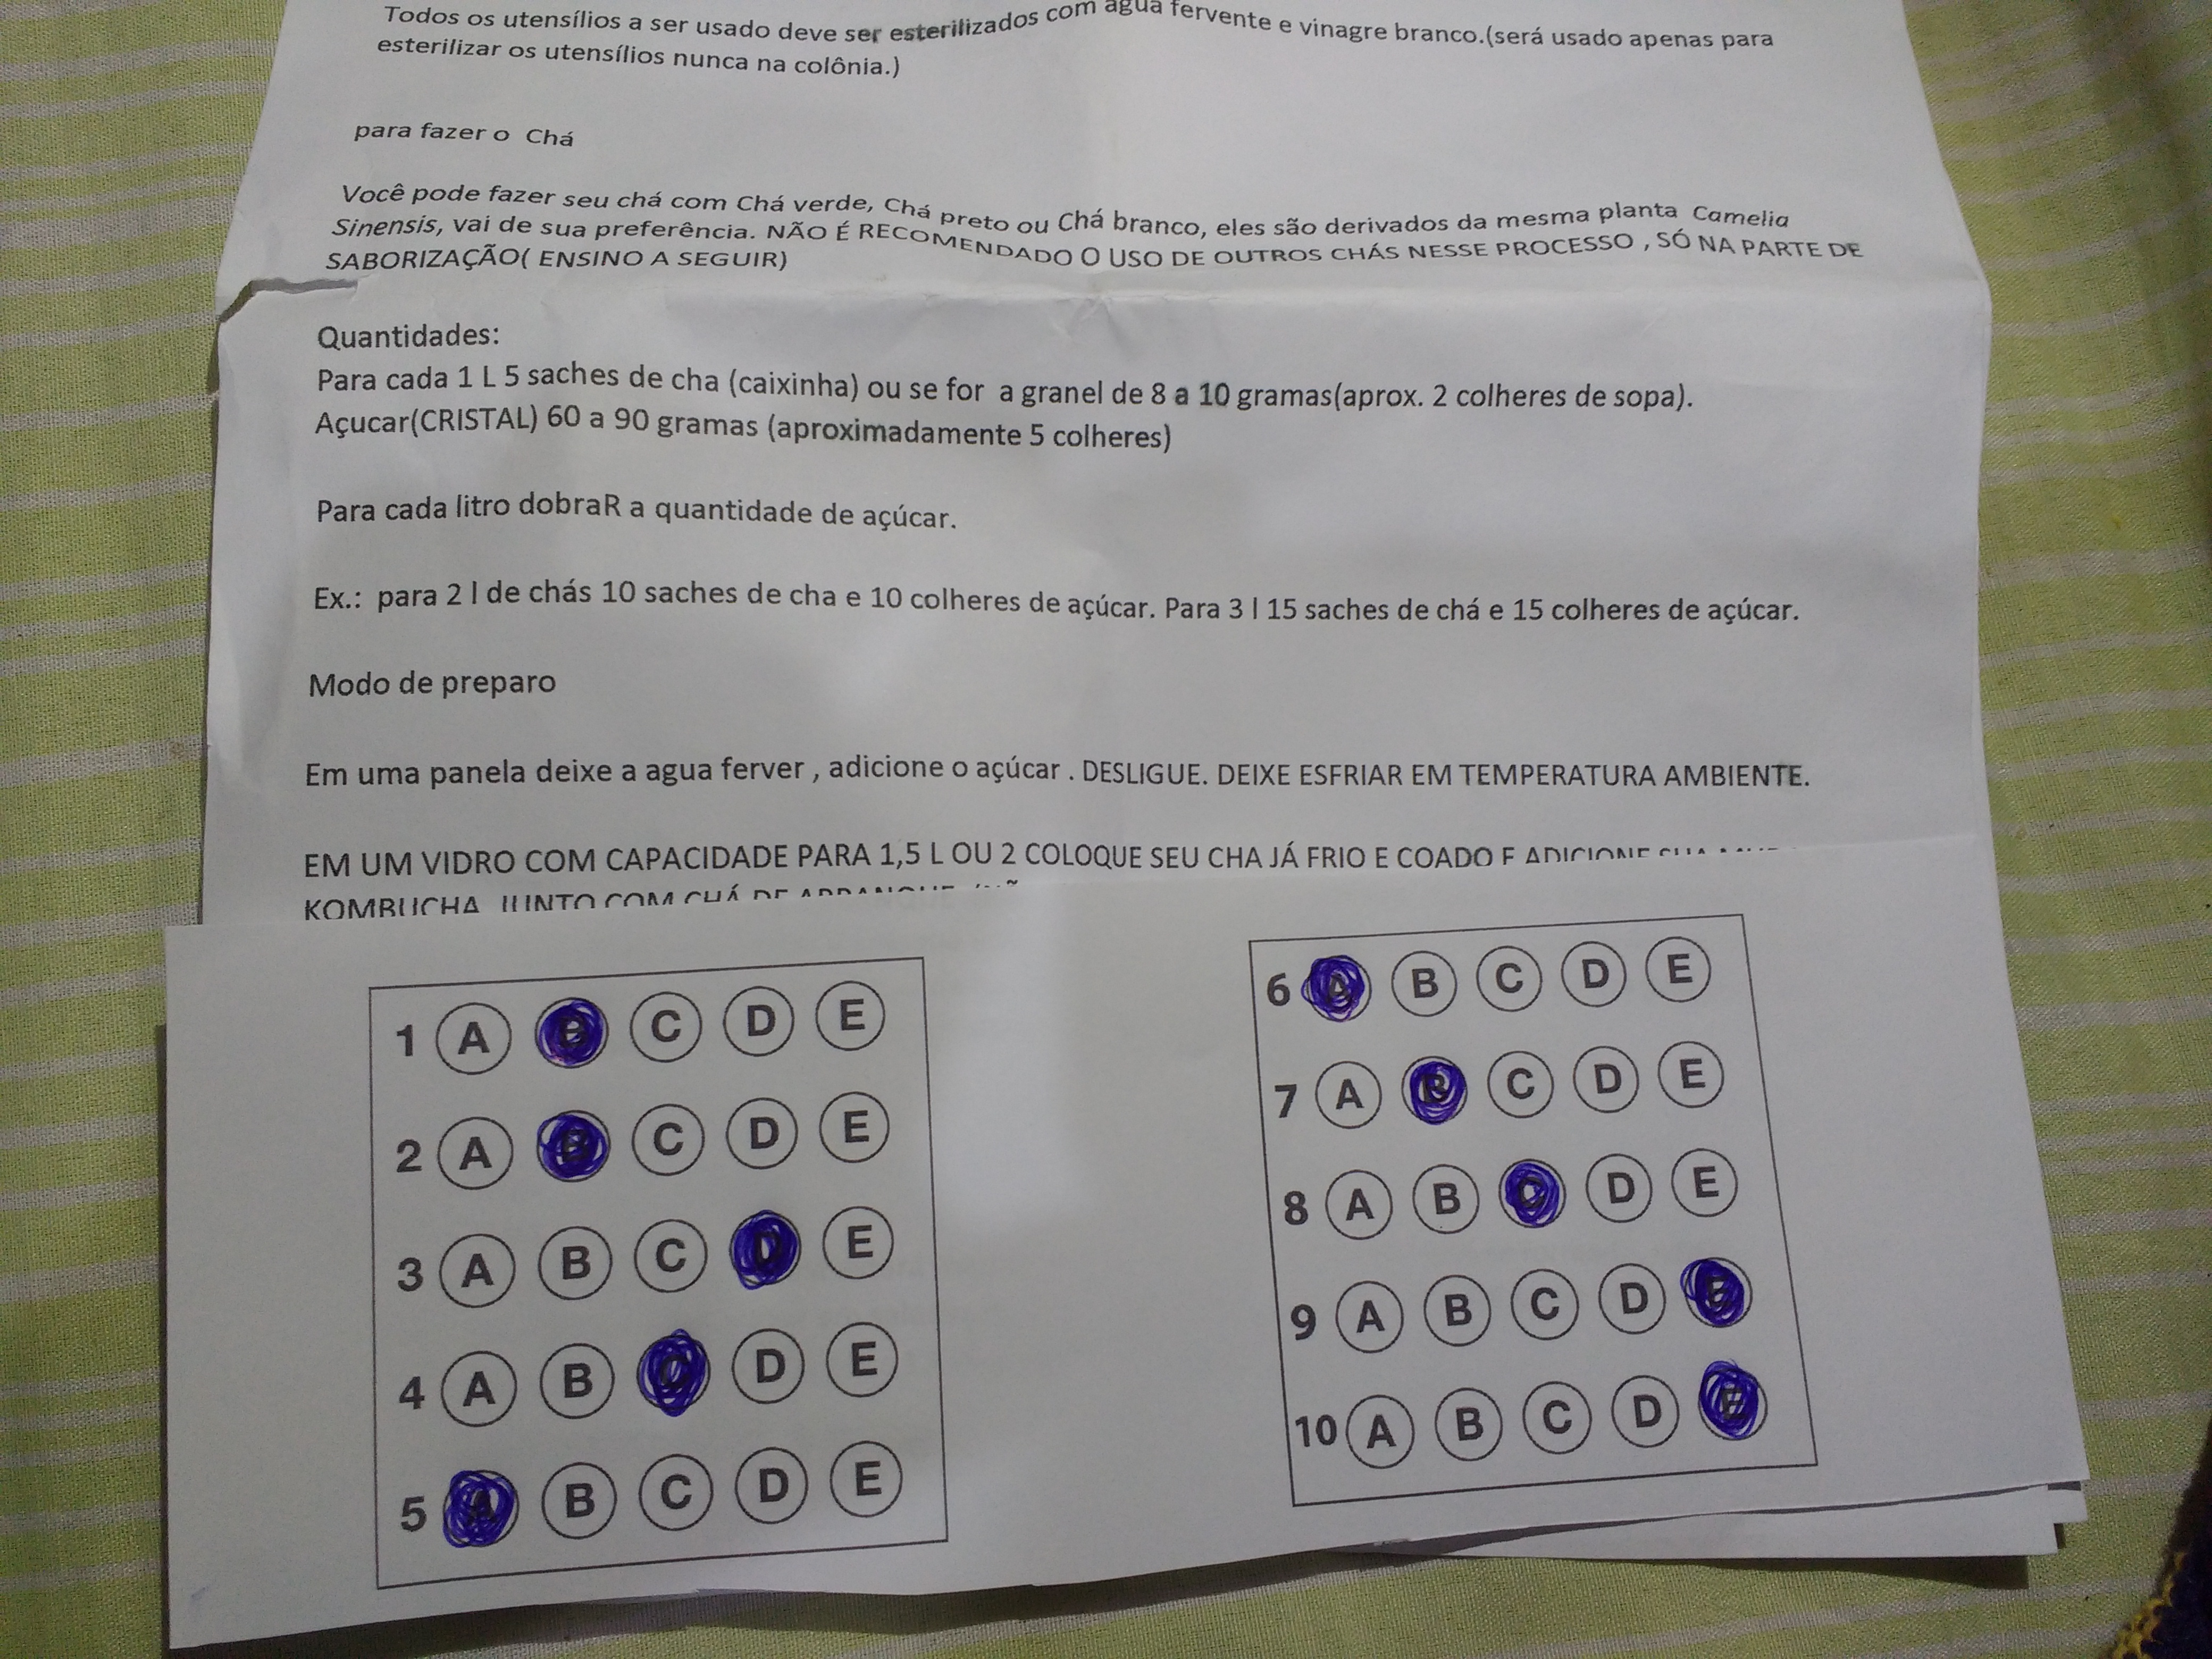 Todos os utensílios a ser usado deve ser esterilizados com agua fervente e vinagre branco.(será usado apenas para
esterilizar os utensílios nunca na colônia.)
para fazer o Chá
Você pode fazer seu chá com Chá verde, Chá preto ou Chá branco, eles são derivados da mesma planta Camelia
Sinensis, vai de sua preferência. NÃO É RECOMENDADO O USO DE OUTROS CHÁS NESSE PROCESSO , SÓ NA PARTE DE
SABORIZAÇÃO( ENSINO A SEGUIR)
Quantidades:
Para cada 1 L 5 saches de cha (caixinha) ou se for a granel de 8 a 10 gramas(aprox. 2 colheres de sopa).
Açucar(CRISTAL) 60 a 90 gramas (aproximadamente 5 colheres)
Para cada litro dobraR a quantidade de açúcar.
Ex.: para 2 l de chás 10 saches de cha e 10 colheres de açúcar. Para 3 l 15 saches de chá e 15 colheres de açúcar.
Modo de preparo
Em uma panela deixe a agua ferver , adicione o açúcar . DESLIGUE. DEIXE ESFRIAR EM TEMPERATURA AMBIENTE.
EM UM VIDRO COM CAPACIDADE PARA 1,5 L OU 2 COLOQUE SEU CHA JÁ FRIO E COADO E ADICIONE SUA
KOMBUCHA JUNTO COM CHÁ DE ARRANQUE
1 A B C D E
2 A B C D E
3 A B C D E
4 A B C D E
5 A B C D E
6 A B C D E
7 A B C D E
8 A B C D E
9 A B C D E
10 A B C D E